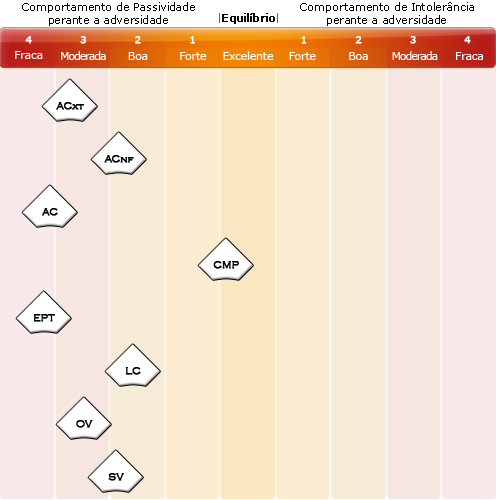 Comportamento de Passividade
perante a adversidade
|Equilíbrio|
Comportamento de Intolerância
perante a adversidade
4 3 2 1 1 2 3 4
Fraca Moderada Boa Forte Excelente Forte Boa Moderada Fraca
ACXT
ACNF
AC
CMP
EPT
LC
OV
SV